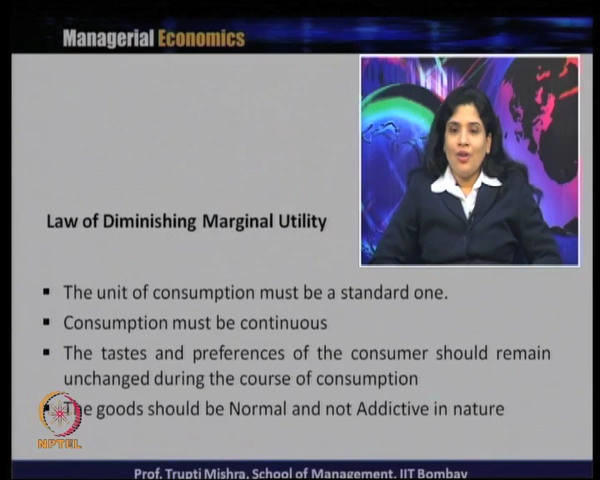 Managerial Economics
Law of Diminishing Marginal Utility
The unit of consumption must be a standard one.
Consumption must be continuous
The tastes and preferences of the consumer should remain
unchanged during the course of consumption
The goods should be Normal and not Addictive in nature
NPTEL
Prof. Trupti Mishra, School of Management, IIT Bombay